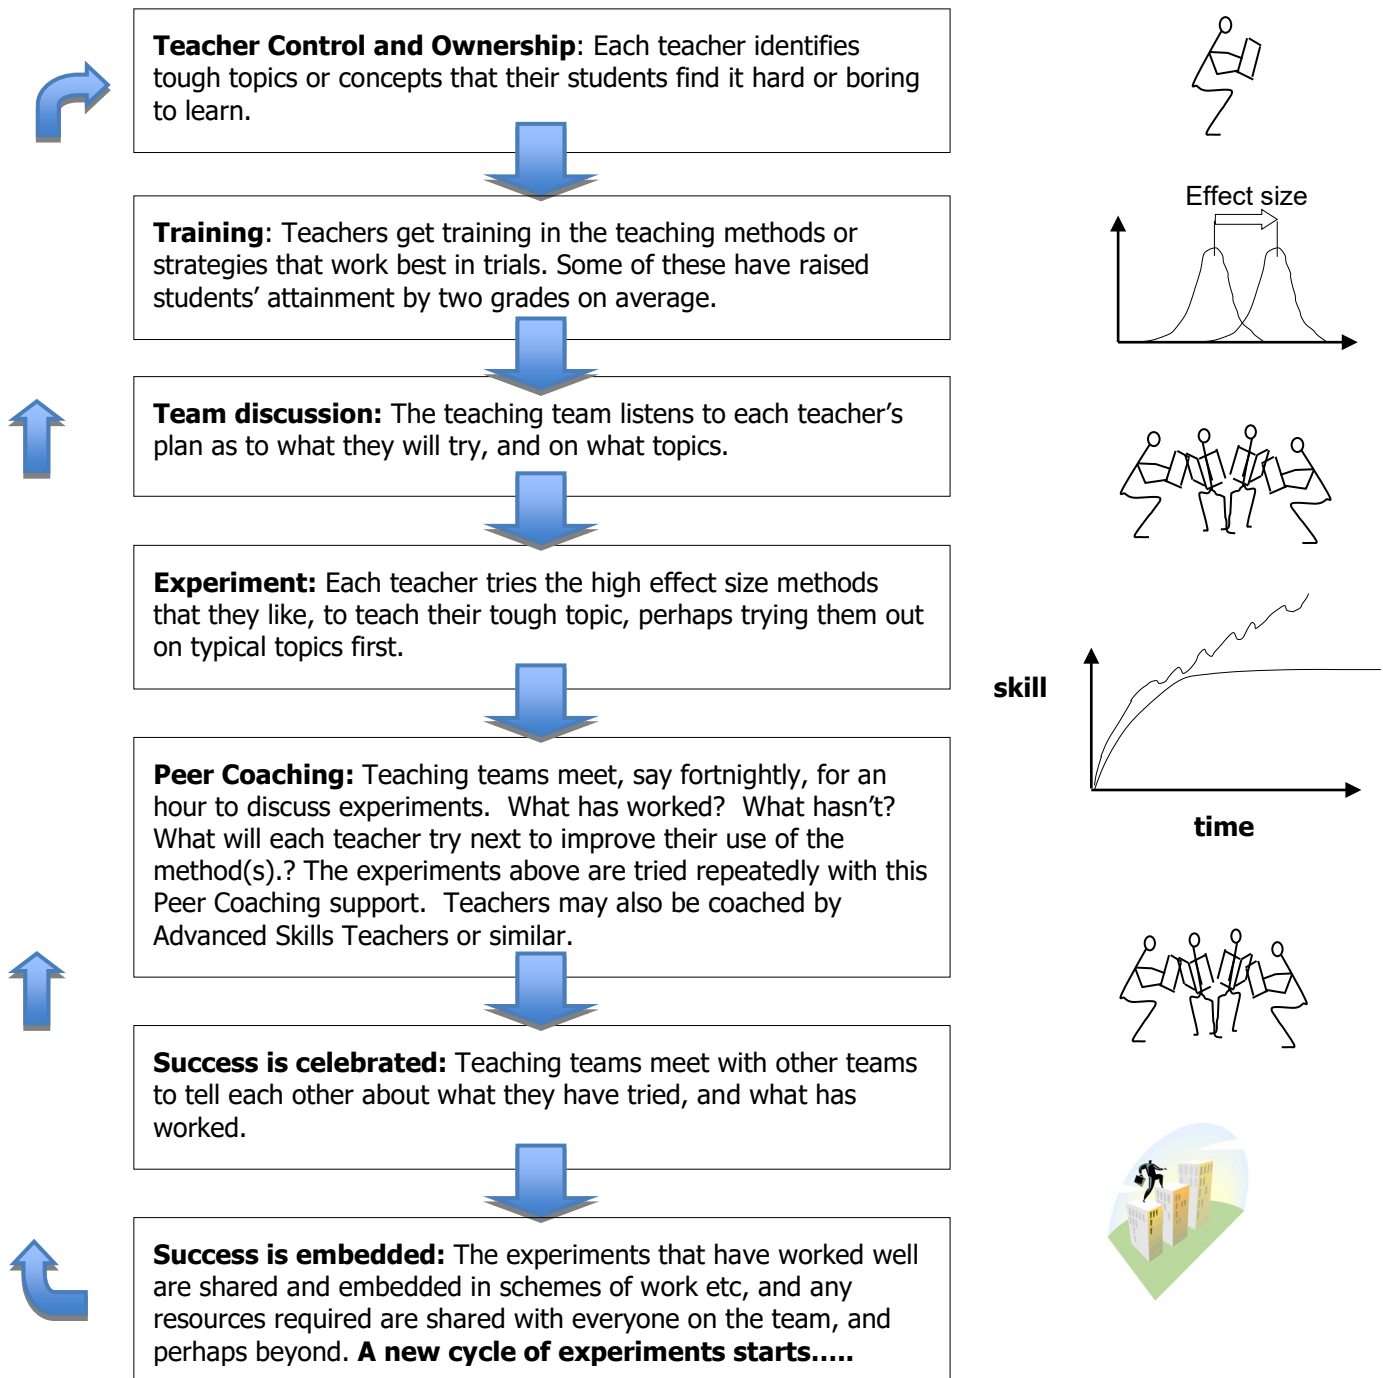 Teacher Control and Ownership: Each teacher identifies
tough topics or concepts that their students find it hard or boring
to learn.
Effect size
Training: Teachers get training in the teaching methods or
strategies that work best in trials. Some of these have raised
students’ attainment by two grades on average.
Team discussion: The teaching team listens to each teacher’s
plan as to what they will try, and on what topics.
Experiment: Each teacher tries the high effect size methods
that they like, to teach their tough topic, perhaps trying them out
on typical topics first.
skill
time
Peer Coaching: Teaching teams meet, say fortnightly, for an
hour to discuss experiments.  What has worked?  What hasn’t?
What will each teacher try next to improve their use of the
method(s).? The experiments above are tried repeatedly with this
Peer Coaching support.  Teachers may also be coached by
Advanced Skills Teachers or similar.
Success is celebrated: Teaching teams meet with other teams
to tell each other about what they have tried, and what has
worked.
Success is embedded: The experiments that have worked well
are shared and embedded in schemes of work etc, and any
resources required are shared with everyone on the team, and
perhaps beyond. A new cycle of experiments starts.....